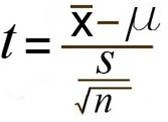 t = (x̄ − μ) / (s / √n)